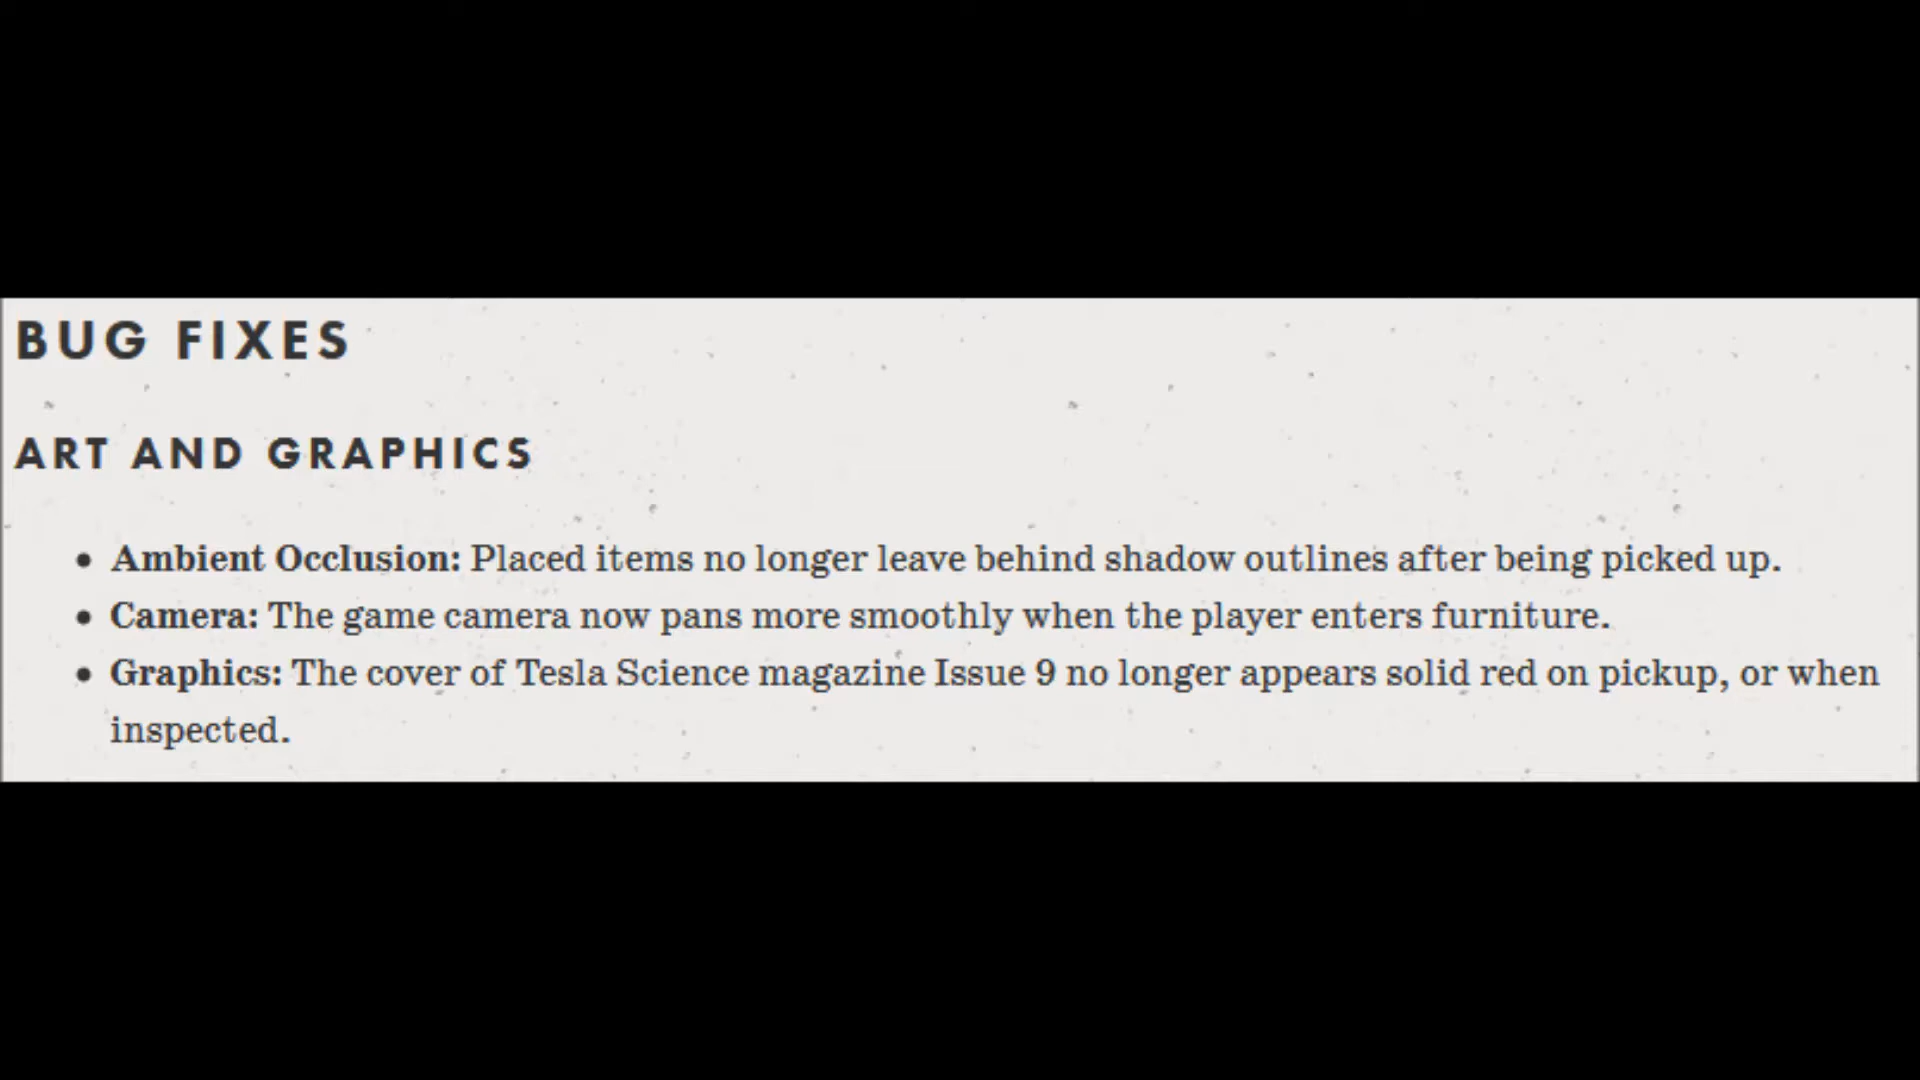 BUG FIXES
ART AND GRAPHICS
• Ambient Occlusion: Placed items no longer leave behind shadow outlines after being picked up.
• Camera: The game camera now pans more smoothly when the player enters furniture.
• Graphics: The cover of Tesla Science magazine Issue 9 no longer appears solid red on pickup, or when
inspected.